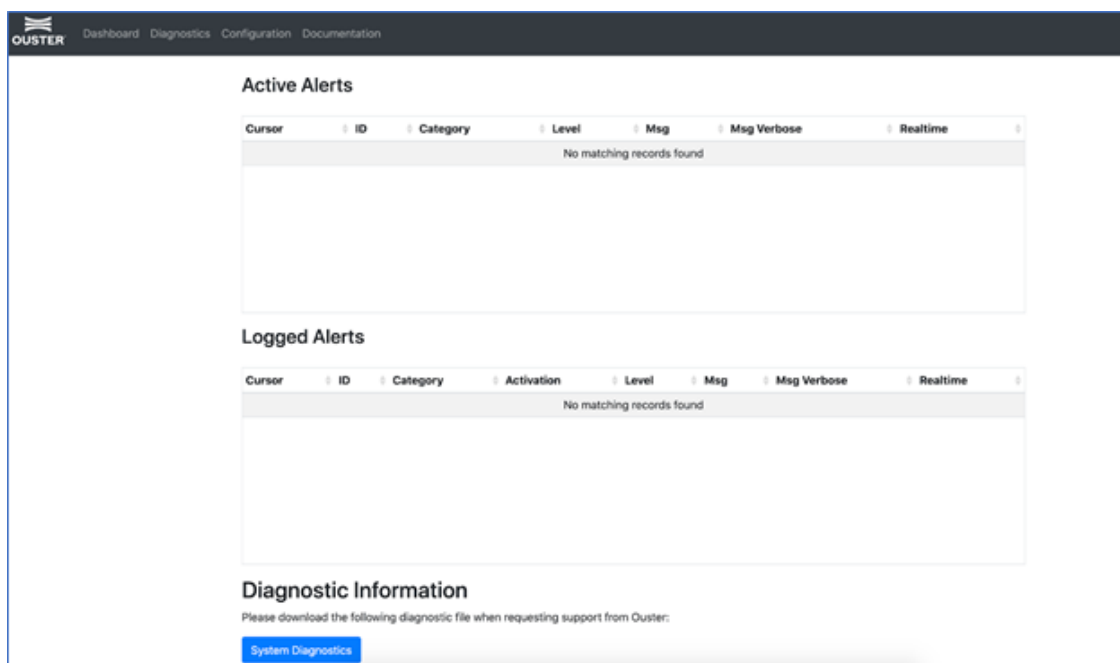 OUSTER
Dashboard Diagnostics Configuration Documentation
Active Alerts
Cursor ID Category Level Msg Msg Verbose Realtime
No matching records found
Logged Alerts
Cursor ID Category Activation Level Msg Msg Verbose Realtime
No matching records found
Diagnostic Information
Please download the following diagnostic file when requesting support from Ouster:
System Diagnostics